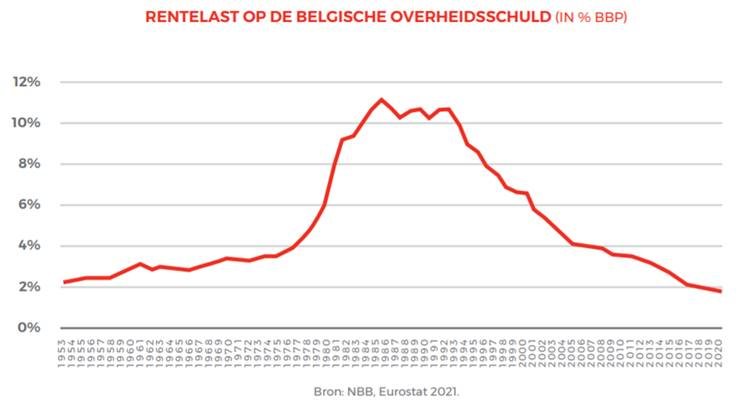 RENTELAST OP DE BELGISCHE OVERHEIDSSCHULD (IN % BBP)
12%
10%
8%
6%
4%
2%
0%
1953 1954 1955 1956 1957 1958 1959 1960 1961 1962 1963 1964 1965 1966 1967 1968 1969 1970 1971 1972 1973 1974 1975 1976 1977 1978 1979 1980 1981 1982 1983 1984 1985 1986 1987 1988 1989 1990 1991 1992 1993 1994 1995 1996 1997 1998 1999 2000 2001 2002 2003 2004 2005 2006 2007 2008 2009 2010 2011 2012 2013 2014 2015 2016 2017 2018 2019 2020
Bron: NBB, Eurostat 2021.